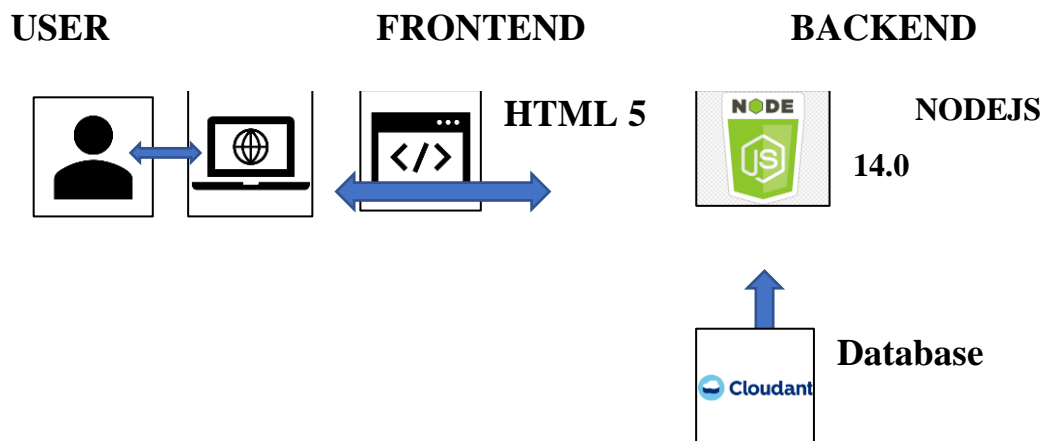 USER FRONTEND BACKEND
HTML 5
</>
NODE
JS
NODEJS
14.0
Database
Cloudant